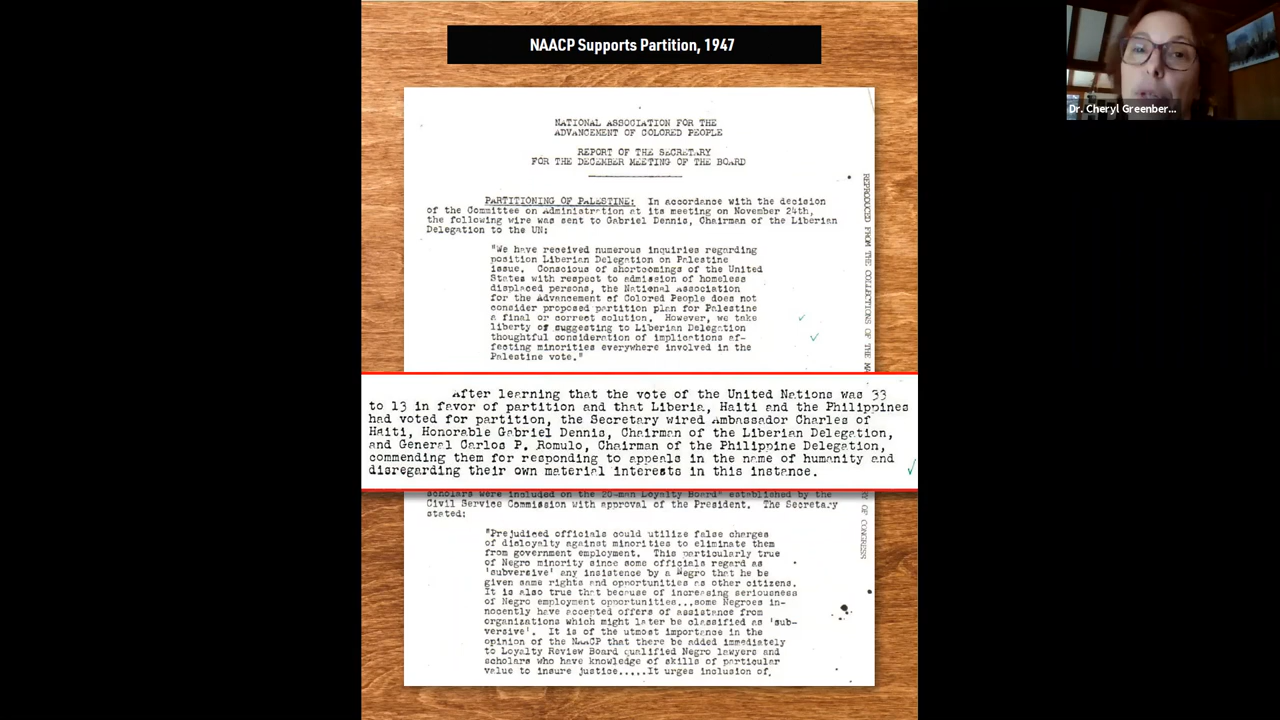 NAACP Supports Partition, 1947
Dr. Cheryl Greenber...
NATIONAL ASSOCIATION FOR THE
ADVANCEMENT OF COLORED PEOPLE
REPORT OF THE SECRETARY
FOR THE DECEMBER MEETING OF THE BOARD
PARTITIONING OF PALESTINE: In accordance with the decision
of the Committee on Administration at its meeting on November 24th,
the following wire was sent to Gabriel Dennis, Chairman of the Liberian
Delegation to the UN:
"We have received numerous inquiries regarding
position Liberian Delegation on Palestine
issue. Conscious of shortcomings of the United
States with respect to admission of homeless
displaced persons, the National Association
for the Advancement of Colored People does not
consider proposed partition plan for Palestine
a final or correct solution. However, we take
liberty of suggesting to Liberian Delegation
thoughtful consideration of implications af-
fecting minorities everywhere involved in the
Palestine vote."
After learning that the vote of the United Nations was 33
to 13 in favor of partition and that Liberia, Haiti and the Philippines
had voted for partition, the Secretary wired Ambassador Charles of
Haiti, Honorable Gabriel Dennis, Chairman of the Liberian Delegation,
and General Carlos P. Romulo, Chairman of the Philippine Delegation,
commending them for responding to appeals in the name of humanity and
disregarding their own material interests in this instance.
scholars were included on the 20-man Loyalty Board established by the
Civil Service Commission with approval of the President. The Secretary
stated:
"Prejudiced officials could utilize false charges
of disloyalty against minorities to eliminate them
from government employment. This particularly true
of Negro minority since some officials regard as
'subversive' any insistence by a Negro that he be
given same rights and opportunities as other citizens.
It is also true that because of increasing seriousness
of Negro employment opportunities...some Negroes in-
nocently have accepted offers of assistance from
organizations which might later be classified as 'sub-
versive'. It is of the utmost importance in the
opinion of the NAACP that there be added immediately
to Loyalty Review Board qualified Negro lawyers and
scholars who have knowledge of skills of particular
value to insure justice.....It urges inclusion of,
REPRODUCED FROM THE COLLECTIONS OF THE MA
RY OF CONGRESS